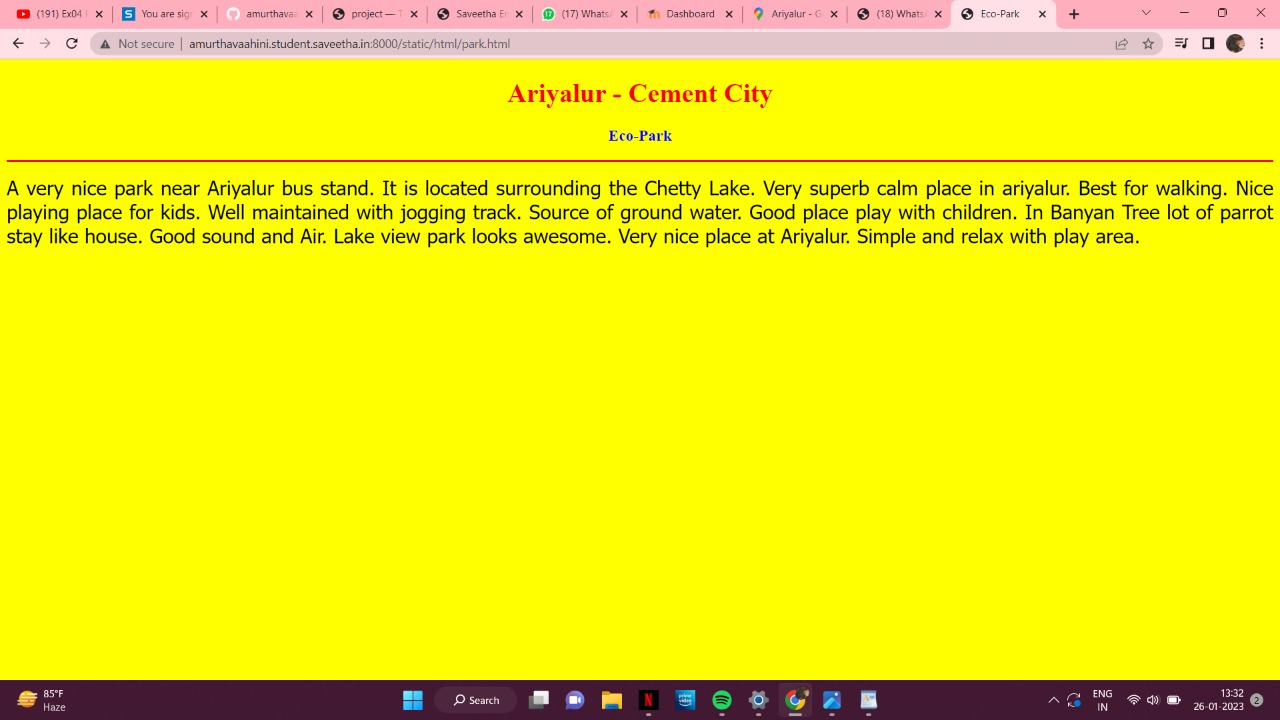 (191) Ex04
You are sign
amurthavaa
project —
Saveetha En
(17) Whats
Dashboard
Ariyalur - G
(18) Whats
Eco-Park
Not secure | amurthavaahini.student.saveetha.in:8000/static/html/park.html
Ariyalur - Cement City
Eco-Park
A very nice park near Ariyalur bus stand. It is located surrounding the Chetty Lake. Very superb calm place in ariyalur. Best for walking. Nice
playing place for kids. Well maintained with jogging track. Source of ground water. Good place play with children. In Banyan Tree lot of parrot
stay like house. Good sound and Air. Lake view park looks awesome. Very nice place at Ariyalur. Simple and relax with play area.
85°F
Haze
Search
ENG
IN
13:32
26-01-2023
2